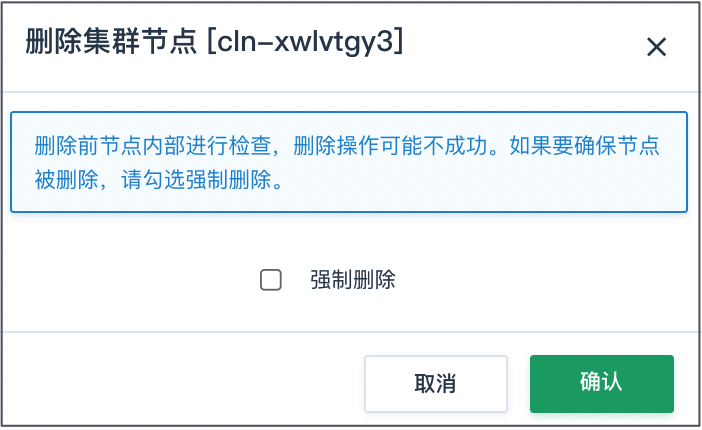 删除集群节点 [cln-xwlvtgy3]
删除前节点内部进行检查，删除操作可能不成功。如果要确保节点
被删除，请勾选强制删除。
强制删除
取消
确认